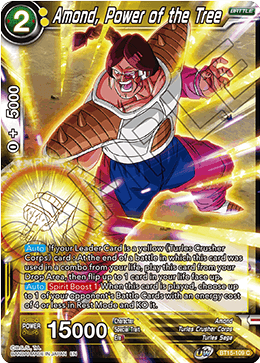 2
Amond, Power of the Tree
BATTLE
0 + 5000
Auto If your Leader Card is a yellow ⟪Turles Crusher
Corps⟫ card: At the end of a battle in which this card was
used in a combo from your life, play this card from your
Drop Area, then flip up to 1 card in your life face up.
Auto Spirit Boost 1 When this card is played, choose up
to 1 of your opponent's Battle Cards with an energy cost
of 4 or less in Rest Mode and KO it.
POWER
15000
Character
Amond
Special Trait
Turles Crusher Corps
Era
Turles Saga
BANDAI
MADE IN JAPAN
EN
BT15-109 C